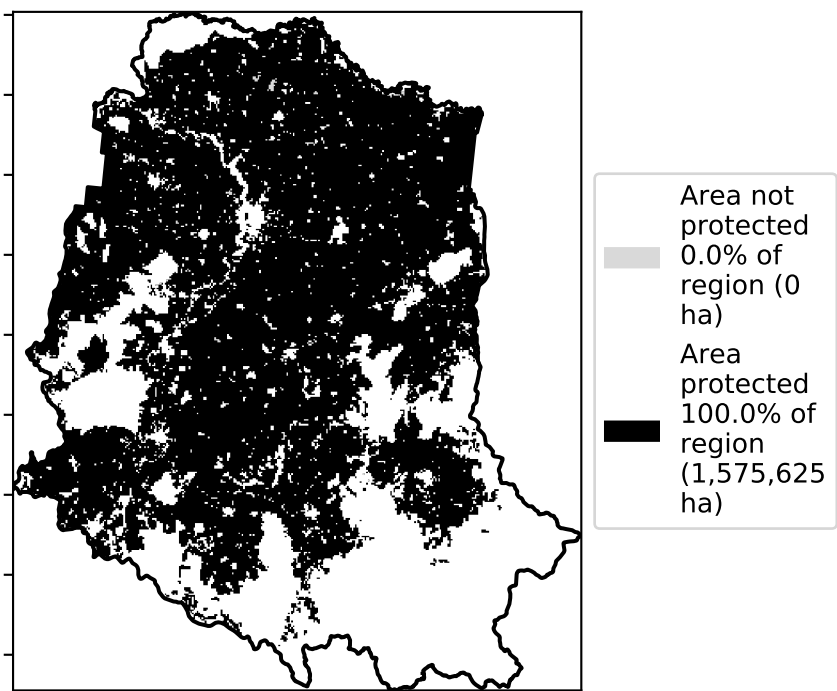 Area not
protected
0.0% of
region (0
ha)
Area
protected
100.0% of
region
(1,575,625
ha)